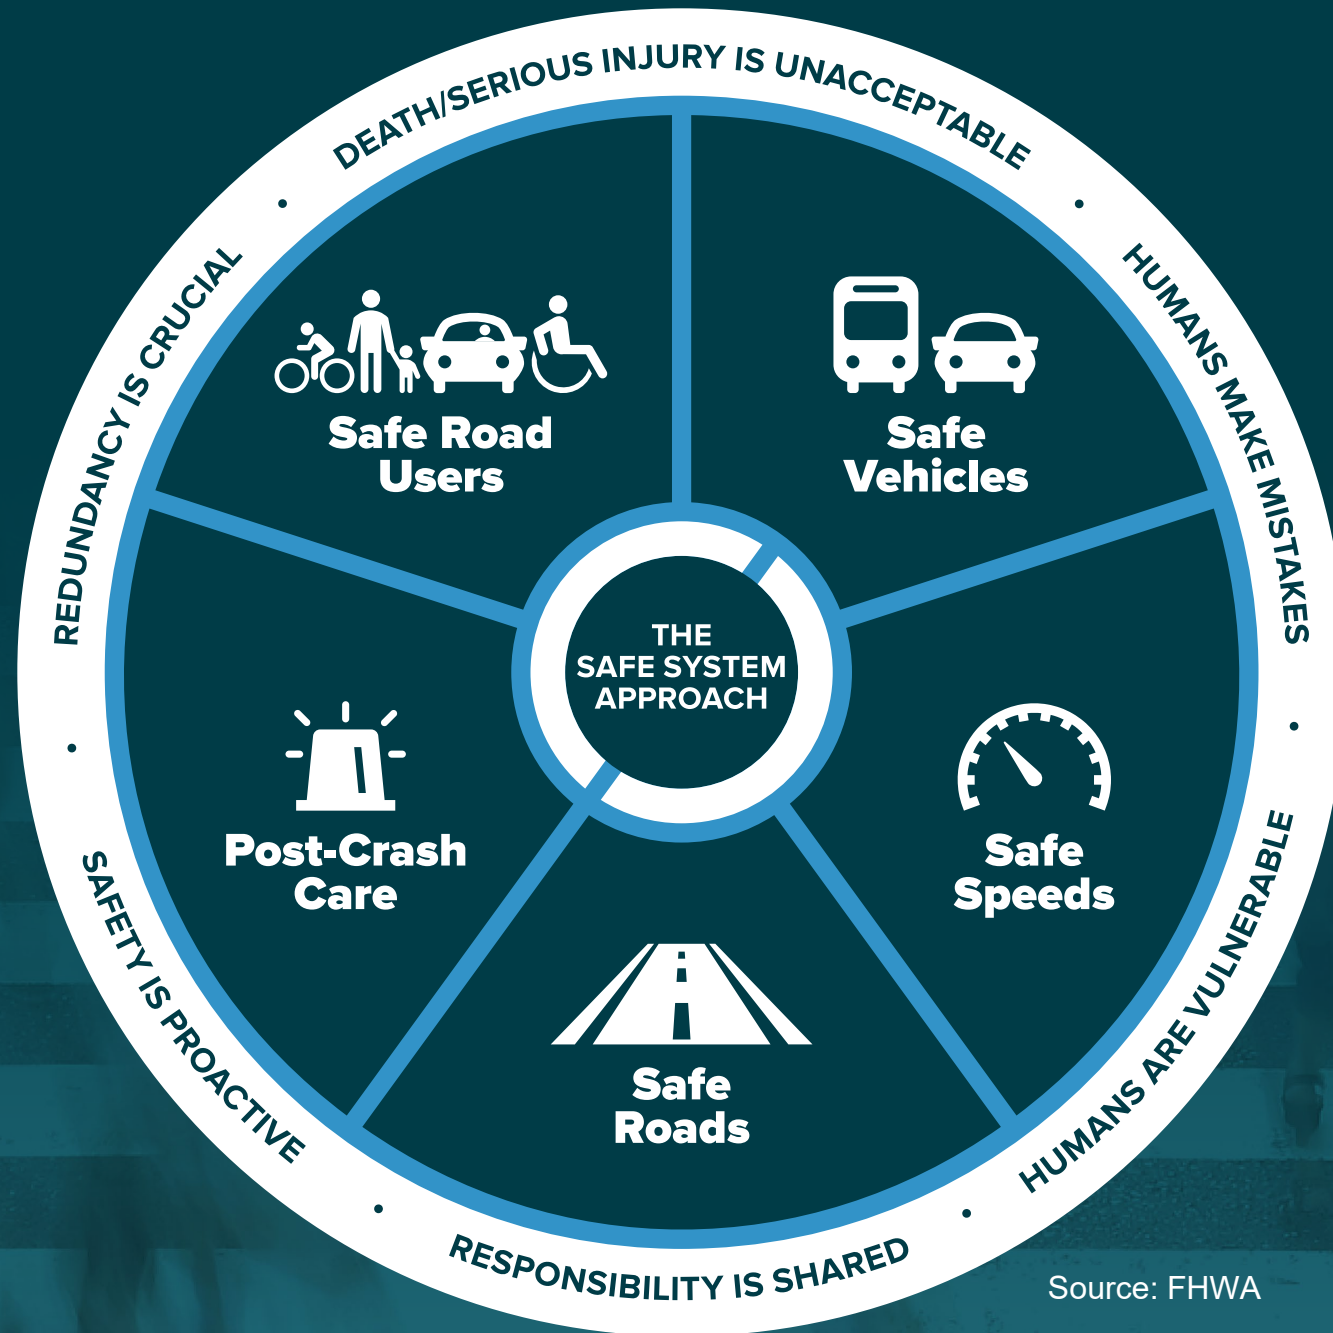 DEATH/SERIOUS INJURY IS UNACCEPTABLE
HUMANS MAKE MISTAKES
HUMANS ARE VULNERABLE
RESPONSIBILITY IS SHARED
SAFETY IS PROACTIVE
REDUNDANCY IS CRUCIAL
Safe Road
Users
Safe
Vehicles
THE
SAFE SYSTEM
APPROACH
Post-Crash
Care
Safe
Speeds
Safe
Roads
Source: FHWA